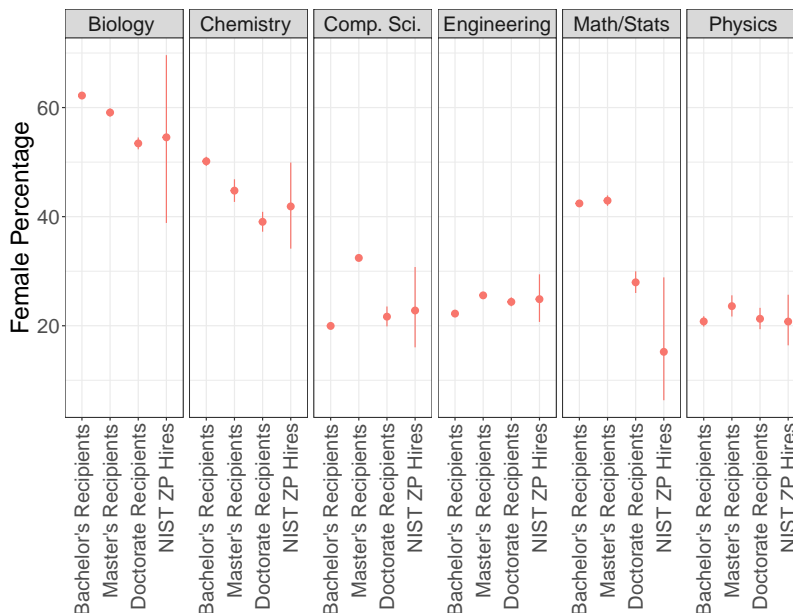 Biology Chemistry Comp. Sci. Engineering Math/Stats Physics
Female Percentage
60
40
20
Bachelor's Recipients
Master's Recipients
Doctorate Recipients
NIST ZP Hires
Bachelor's Recipients
Master's Recipients
Doctorate Recipients
NIST ZP Hires
Bachelor's Recipients
Master's Recipients
Doctorate Recipients
NIST ZP Hires
Bachelor's Recipients
Master's Recipients
Doctorate Recipients
NIST ZP Hires
Bachelor's Recipients
Master's Recipients
Doctorate Recipients
NIST ZP Hires
Bachelor's Recipients
Master's Recipients
Doctorate Recipients
NIST ZP Hires